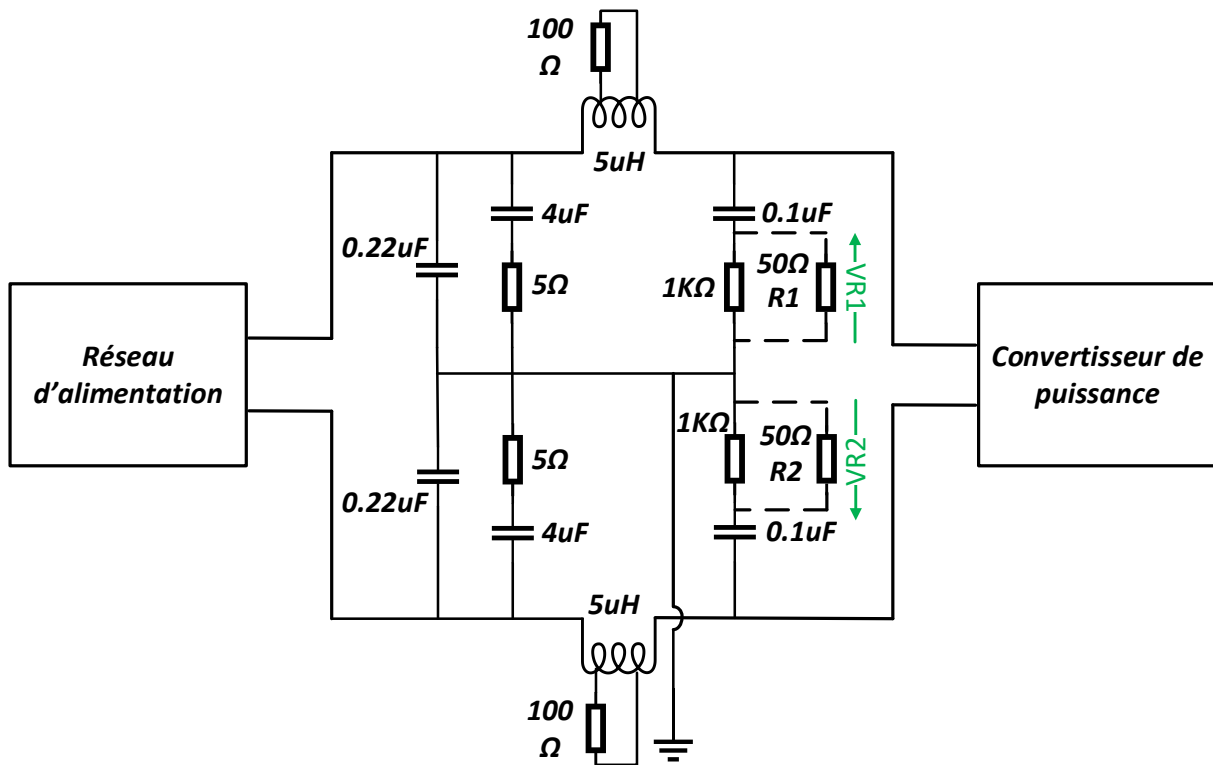 100
Ω
5uH
4uF
0.1uF
0.22uF
5Ω
1KΩ
50Ω
R1
VR1
Réseau
d'alimentation
Convertisseur de
puissance
1KΩ
50Ω
R2
VR2
5Ω
0.22uF
4uF
0.1uF
5uH
100
Ω